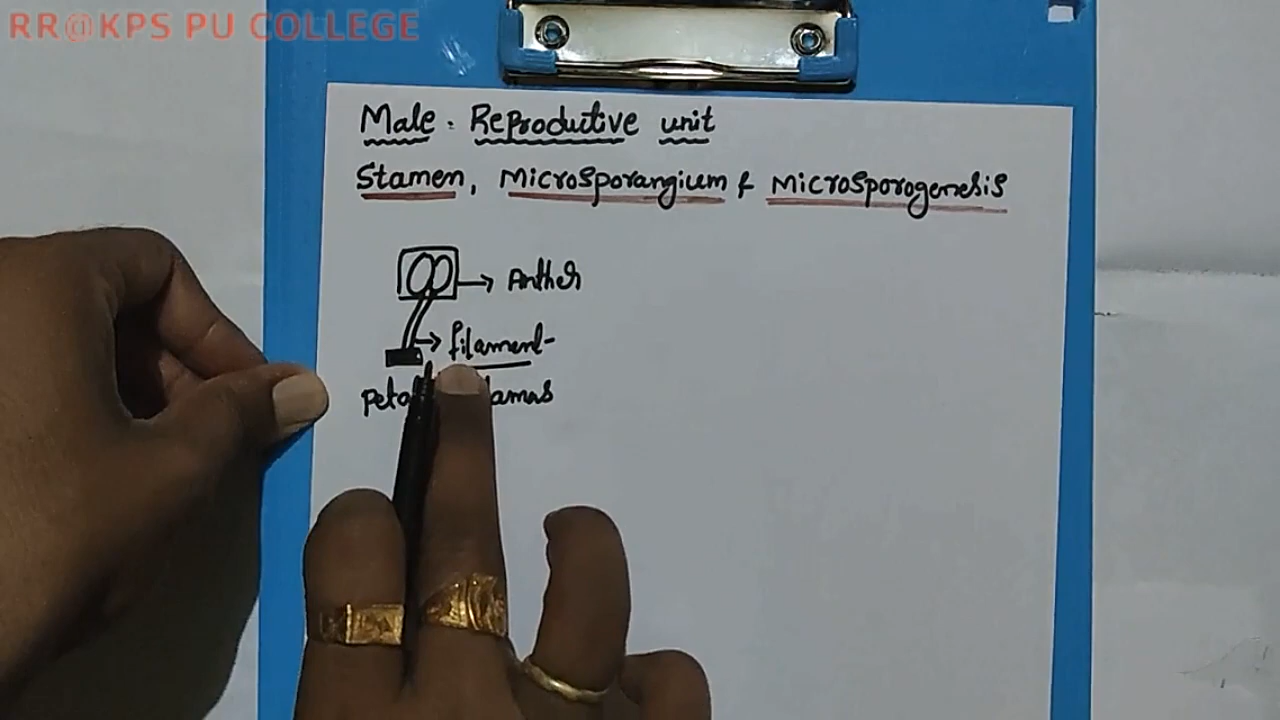 RR@KPS PU COLLEGE
Male - Reproductive unit
Stamen, Microsporangium & Microsporogenesis
Anther
filament-